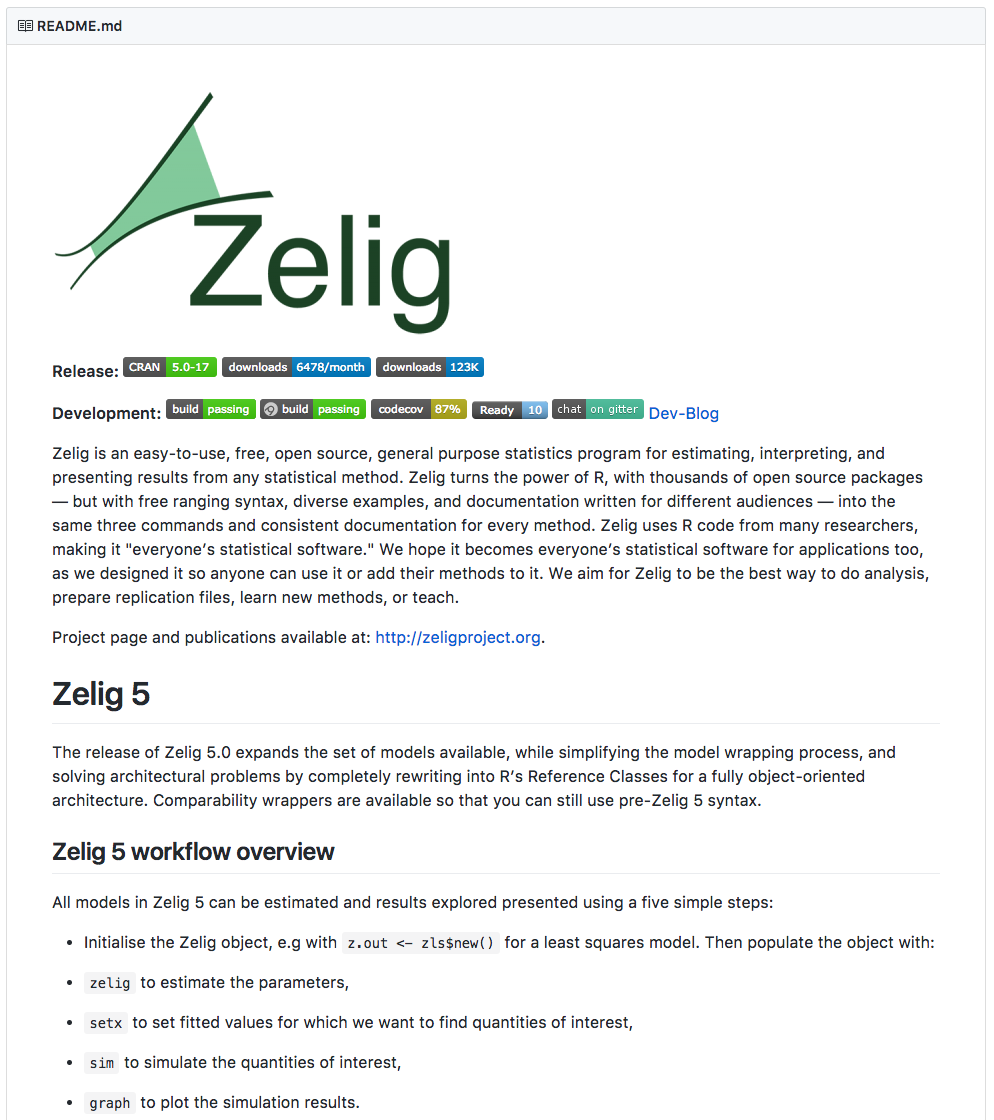 README.md
Zelig
Release: CRAN 5.0-17 downloads 6478/month downloads 123K
Development: build passing build passing codecov 87% Ready 10 chat on gitter Dev-Blog
Zelig is an easy-to-use, free, open source, general purpose statistics program for estimating, interpreting, and
presenting results from any statistical method. Zelig turns the power of R, with thousands of open source packages
— but with free ranging syntax, diverse examples, and documentation written for different audiences — into the
same three commands and consistent documentation for every method. Zelig uses R code from many researchers,
making it "everyone’s statistical software." We hope it becomes everyone’s statistical software for applications too,
as we designed it so anyone can use it or add their methods to it. We aim for Zelig to be the best way to do analysis,
prepare replication files, learn new methods, or teach.
Project page and publications available at: http://zeligproject.org.
Zelig 5
The release of Zelig 5.0 expands the set of models available, while simplifying the model wrapping process, and
solving architectural problems by completely rewriting into R’s Reference Classes for a fully object-oriented
architecture. Comparability wrappers are available so that you can still use pre-Zelig 5 syntax.
Zelig 5 workflow overview
All models in Zelig 5 can be estimated and results explored presented using a five simple steps:
• Initialise the Zelig object, e.g with z.out <- zls$new() for a least squares model. Then populate the object with:
• zelig to estimate the parameters,
• setx to set fitted values for which we want to find quantities of interest,
• sim to simulate the quantities of interest,
• graph to plot the simulation results.